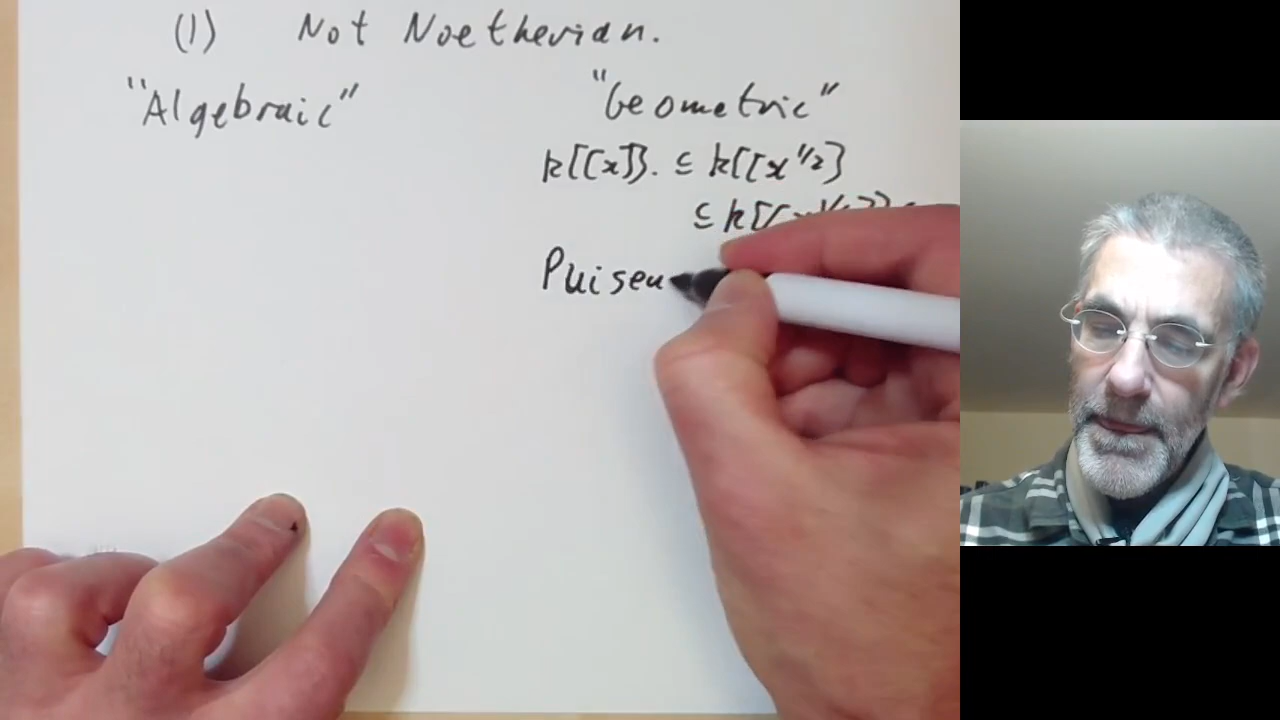 (1) Not Noetherian.
"Algebraic" "Geometric"
k[[x]]. ⊆ k[[x^1/2]
⊆ k[[x
Puiseu